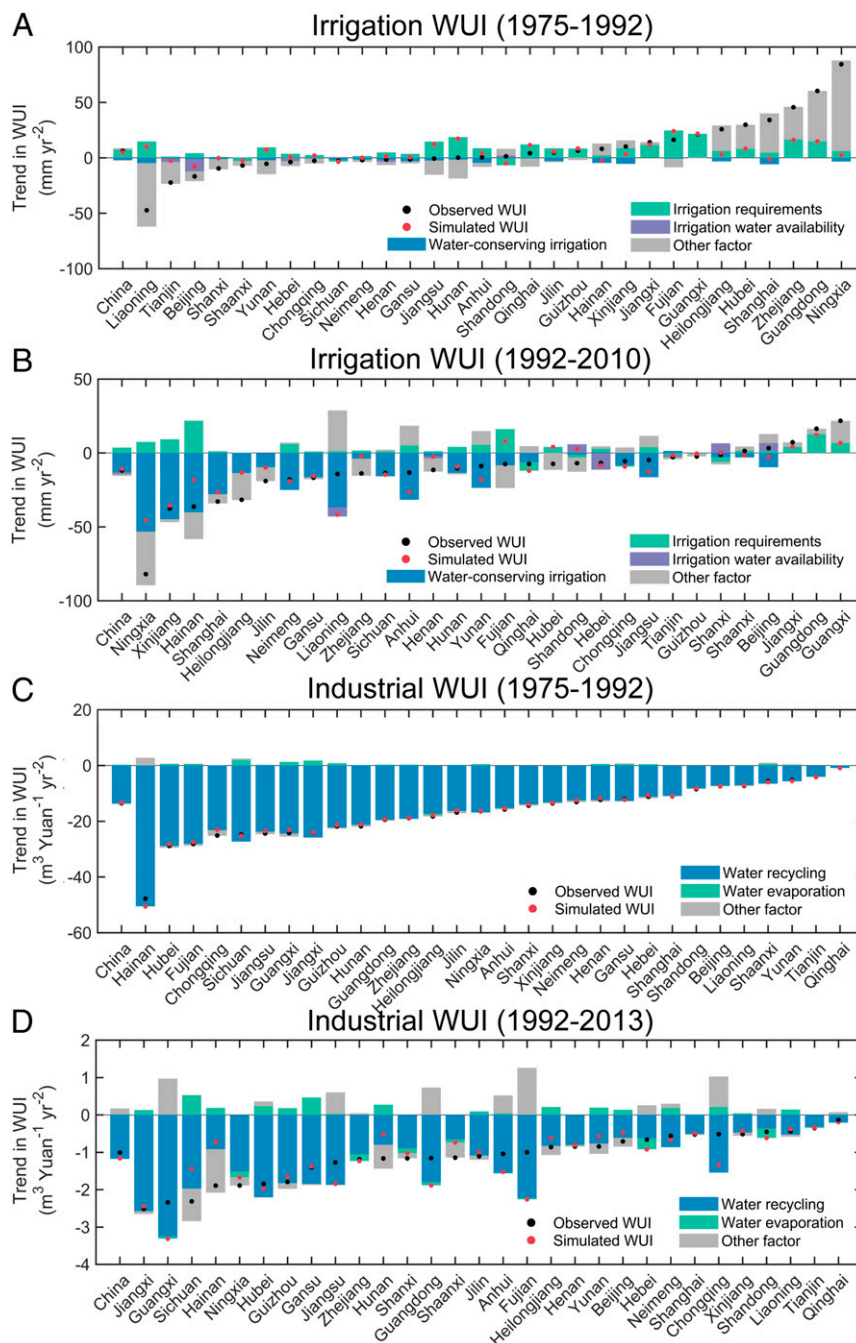 A Irrigation WUI (1975-1992)
100
50
0
-50
-100
Trend in WUI
(mm yr-2)
Observed WUI
Simulated WUI
Water-conserving irrigation
Irrigation requirements
Irrigation water availability
Other factor
China Liaoning Tianjin Beijing Shanxi Shaanxi Yunan Hebei Chongqing Sichuan Neimeng Henan Gansu Jiangsu Hunan Anhui Shandong Qinghai Jilin Guizhou Hainan Xinjiang Jiangxi Fujian Guangxi Heilongjiang Hubei Shanghai Zhejiang Guangdong Ningxia
B Irrigation WUI (1992-2010)
50
0
-50
-100
Trend in WUI
(mm yr-2)
Observed WUI
Simulated WUI
Water-conserving irrigation
Irrigation requirements
Irrigation water availability
Other factor
China Ningxia Xinjiang Hainan Shanghai Heilongjiang Jilin Neimeng Gansu Liaoning Zhejiang Sichuan Anhui Henan Hunan Yunan Fujian Qinghai Hubei Shandong Hebei Chongqing Jiangsu Tianjin Guizhou Shanxi Shaanxi Beijing Jiangxi Guangdong Guangxi
C Industrial WUI (1975-1992)
20
0
-20
-40
-60
Trend in WUI
(m3 Yuan-1 yr-2)
Observed WUI
Simulated WUI
Water recycling
Water evaporation
Other factor
China Hainan Hubei Fujian Chongqing Sichuan Jiangsu Guangxi Jiangxi Guizhou Hunan Guangdong Zhejiang Heilongjiang Jilin Ningxia Anhui Shanxi Xinjiang Neimeng Henan Gansu Hebei Shanghai Shandong Beijing Liaoning Shaanxi Yunan Tianjin Qinghai
D Industrial WUI (1992-2013)
2
1
0
-1
-2
-3
-4
Trend in WUI
(m3 Yuan-1 yr-2)
Observed WUI
Simulated WUI
Water recycling
Water evaporation
Other factor
China Jiangxi Guangxi Sichuan Hainan Ningxia Hubei Guizhou Gansu Jiangsu Zhejiang Hunan Shanxi Guangdong Shaanxi Jilin Anhui Fujian Heilongjiang Henan Yunan Beijing Hebei Neimeng Shanghai Chongqing Xinjiang Shandong Liaoning Tianjin Qinghai